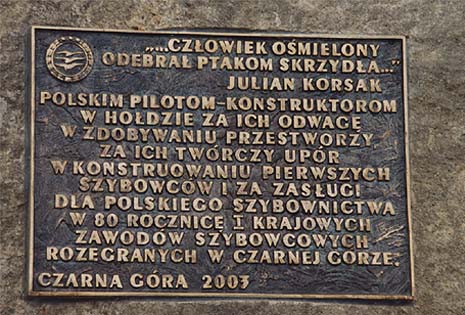 „...CZŁOWIEK OŚMIELONY
ODEBRAŁ PTAKOM SKRZYDŁA..."
JULIAN KORSAK
POLSKIM PILOTOM-KONSTRUKTOROM
W HOŁDZIE ZA ICH ODWAGĘ
W ZDOBYWANIU PRZESTWORZY
ZA ICH TWÓRCZY UPÓR
W KONSTRUOWANIU PIERWSZYCH
SZYBOWCÓW I ZA ZASŁUGI
DLA POLSKIEGO SZYBOWNICTWA
W 80 ROCZNICĘ I KRAJOWYCH
ZAWODÓW SZYBOWCOWYCH
ROZEGRANYCH W CZARNEJ GÓRZE.
CZARNA GÓRA 2003